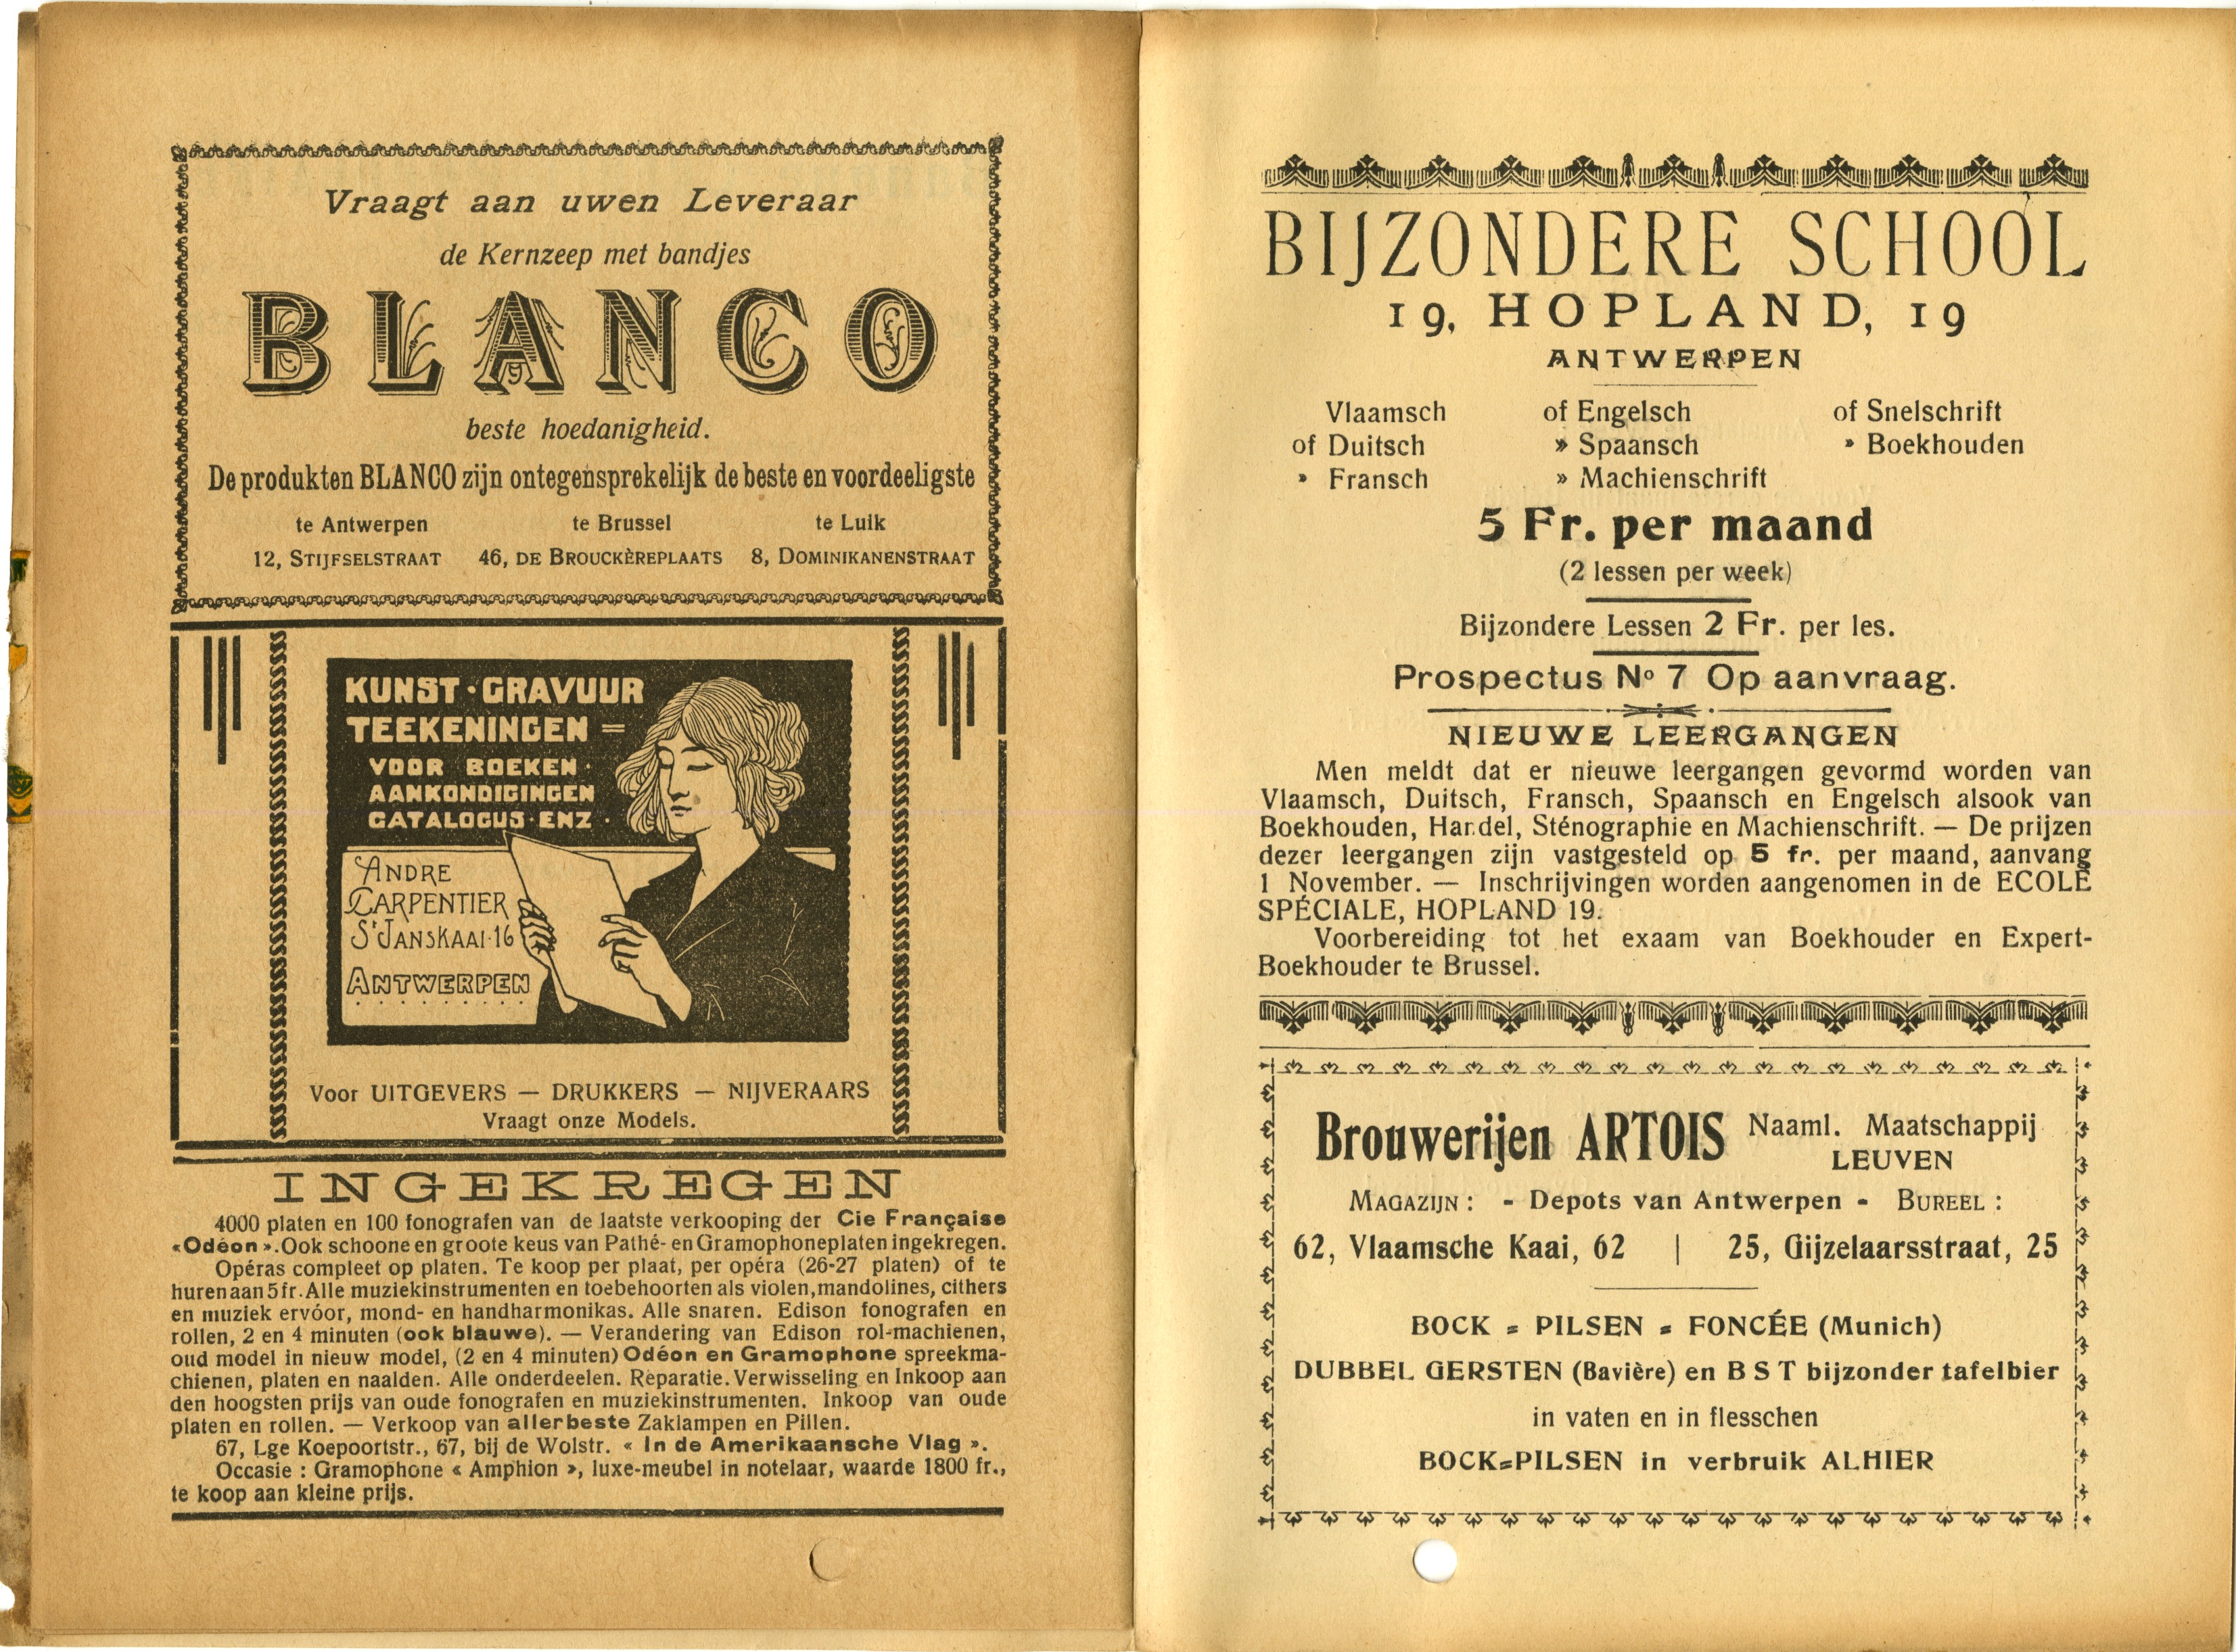 Vraagt aan uwen Leveraar
de Kernzeep met bandjes
BLANCO
beste hoedanigheid.
De produkten BLANCO zijn ontegensprekelijk de beste en voordeeligste
te Antwerpen te Brussel te Luik
12, STIJFSELSTRAAT 46, DE BROUCKÈREPLAATS 8, DOMINIKANENSTRAAT
KUNST · GRAVUUR
TEEKENINGEN =
VOOR BOEKEN ·
AANKONDIGINGEN
CATALOGUS · ENZ ·
ANDRE
CARPENTIER
St JANSKAAI · 16
ANTWERPEN
Voor UITGEVERS — DRUKKERS — NIJVERAARS
Vraagt onze Models.
INGEKREGEN
4000 platen en 100 fonografen van de laatste verkooping der Cie Française
«Odéon ». Ook schoone en groote keus van Pathé- en Gramophoneplaten ingekregen.
Opéras compleet op platen. Te koop per plaat, per opéra (26-27 platen) of te
huren aan 5 fr. Alle muziekinstrumenten en toebehoorten als violen, mandolines, cithers
en muziek ervóor, mond- en handharmonikas. Alle snaren. Edison fonografen en
rollen, 2 en 4 minuten (ook blauwe). — Verandering van Edison rol-machienen,
oud model in nieuw model, (2 en 4 minuten) Odéon en Gramophone spreekma-
chienen, platen en naalden. Alle onderdeelen. Reparatie. Verwisseling en Inkoop aan
den hoogsten prijs van oude fonografen en muziekinstrumenten. Inkoop van oude
platen en rollen. — Verkoop van allerbeste Zaklampen en Pillen.
67, Lge Koepoortstr., 67, bij de Wolstr. « In de Amerikaansche Vlag ».
Occasie : Gramophone « Amphion », luxe-meubel in notelaar, waarde 1800 fr.,
te koop aan kleine prijs.
BIJZONDERE SCHOOL
19, HOPLAND, 19
ANTWERPEN
Vlaamsch of Engelsch of Snelschrift
of Duitsch » Spaansch » Boekhouden
» Fransch » Machienschrift
5 Fr. per maand
(2 lessen per week)
Bijzondere Lessen 2 Fr. per les.
Prospectus No 7 Op aanvraag.
NIEUWE LEERGANGEN
Men meldt dat er nieuwe leergangen gevormd worden van
Vlaamsch, Duitsch, Fransch, Spaansch en Engelsch alsook van
Boekhouden, Handel, Sténographie en Machienschrift. — De prijzen
dezer leergangen zijn vastgesteld op 5 fr. per maand, aanvang
1 November. — Inschrijvingen worden aangenomen in de ECOLE
SPÉCIALE, HOPLAND 19.
Voorbereiding tot het exaam van Boekhouder en Expert-
Boekhouder te Brussel.
Brouwerijen ARTOIS Naaml. Maatschappij
LEUVEN
MAGAZIJN : - Depots van Antwerpen - BUREEL :
62, Vlaamsche Kaai, 62 | 25, Gijzelaarsstraat, 25
BOCK = PILSEN = FONCÉE (Munich)
DUBBEL GERSTEN (Bavière) en B S T bijzonder tafelbier
in vaten en in flesschen
BOCK=PILSEN in verbruik ALHIER